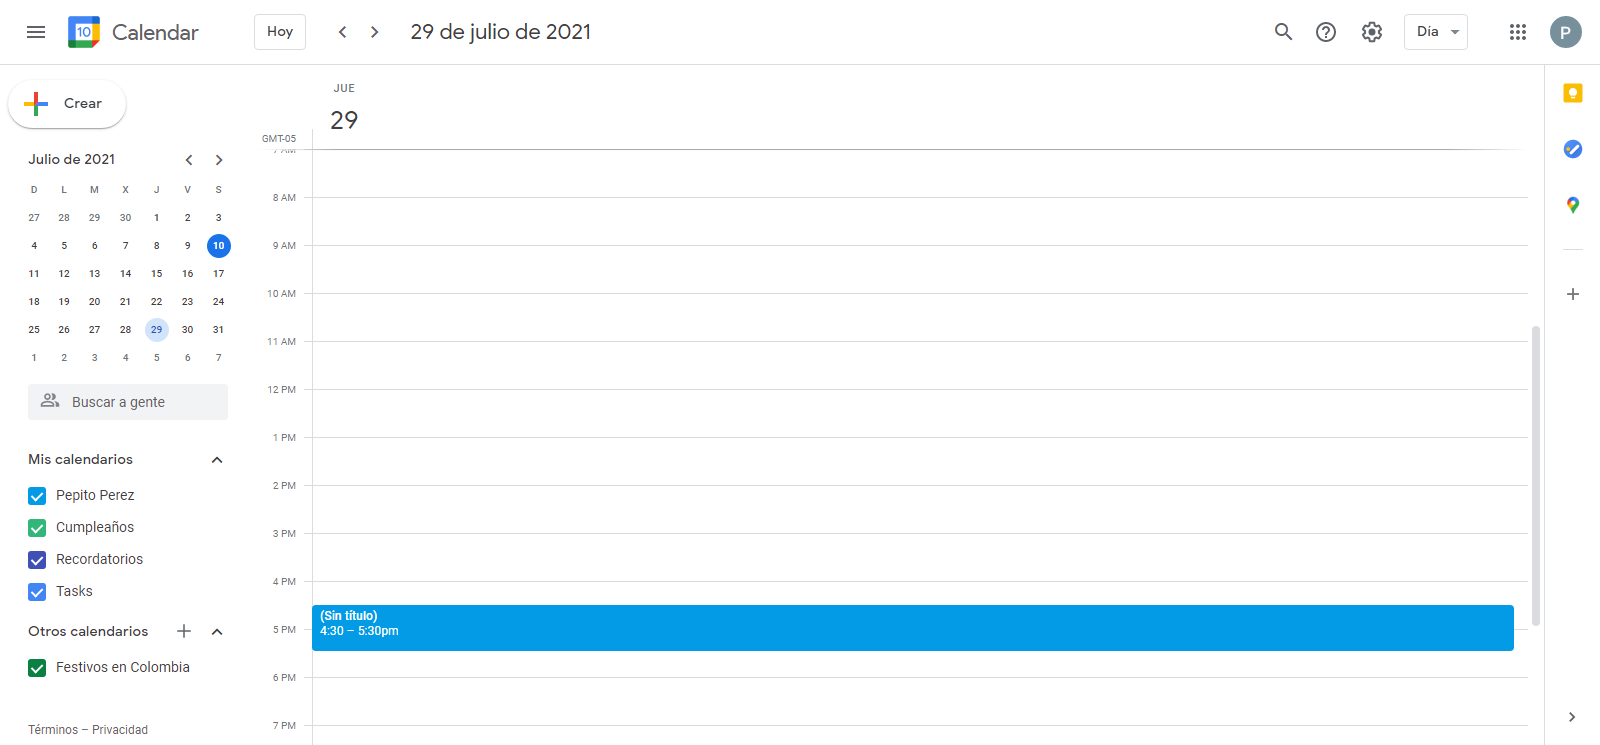 10
Calendar
Hoy
29 de julio de 2021
Día
P
Crear
JUE
29
GMT-05
Julio de 2021
D L M X J V S
27 28 29 30 1 2 3
4 5 6 7 8 9 10
11 12 13 14 15 16 17
18 19 20 21 22 23 24
25 26 27 28 29 30 31
1 2 3 4 5 6 7
Buscar a gente
Mis calendarios
Pepito Perez
Cumpleaños
Recordatorios
Tasks
Otros calendarios
Festivos en Colombia
Términos – Privacidad
7 AM
8 AM
9 AM
10 AM
11 AM
12 PM
1 PM
2 PM
3 PM
4 PM
(Sin título)
4:30 – 5:30pm
5 PM
6 PM
7 PM